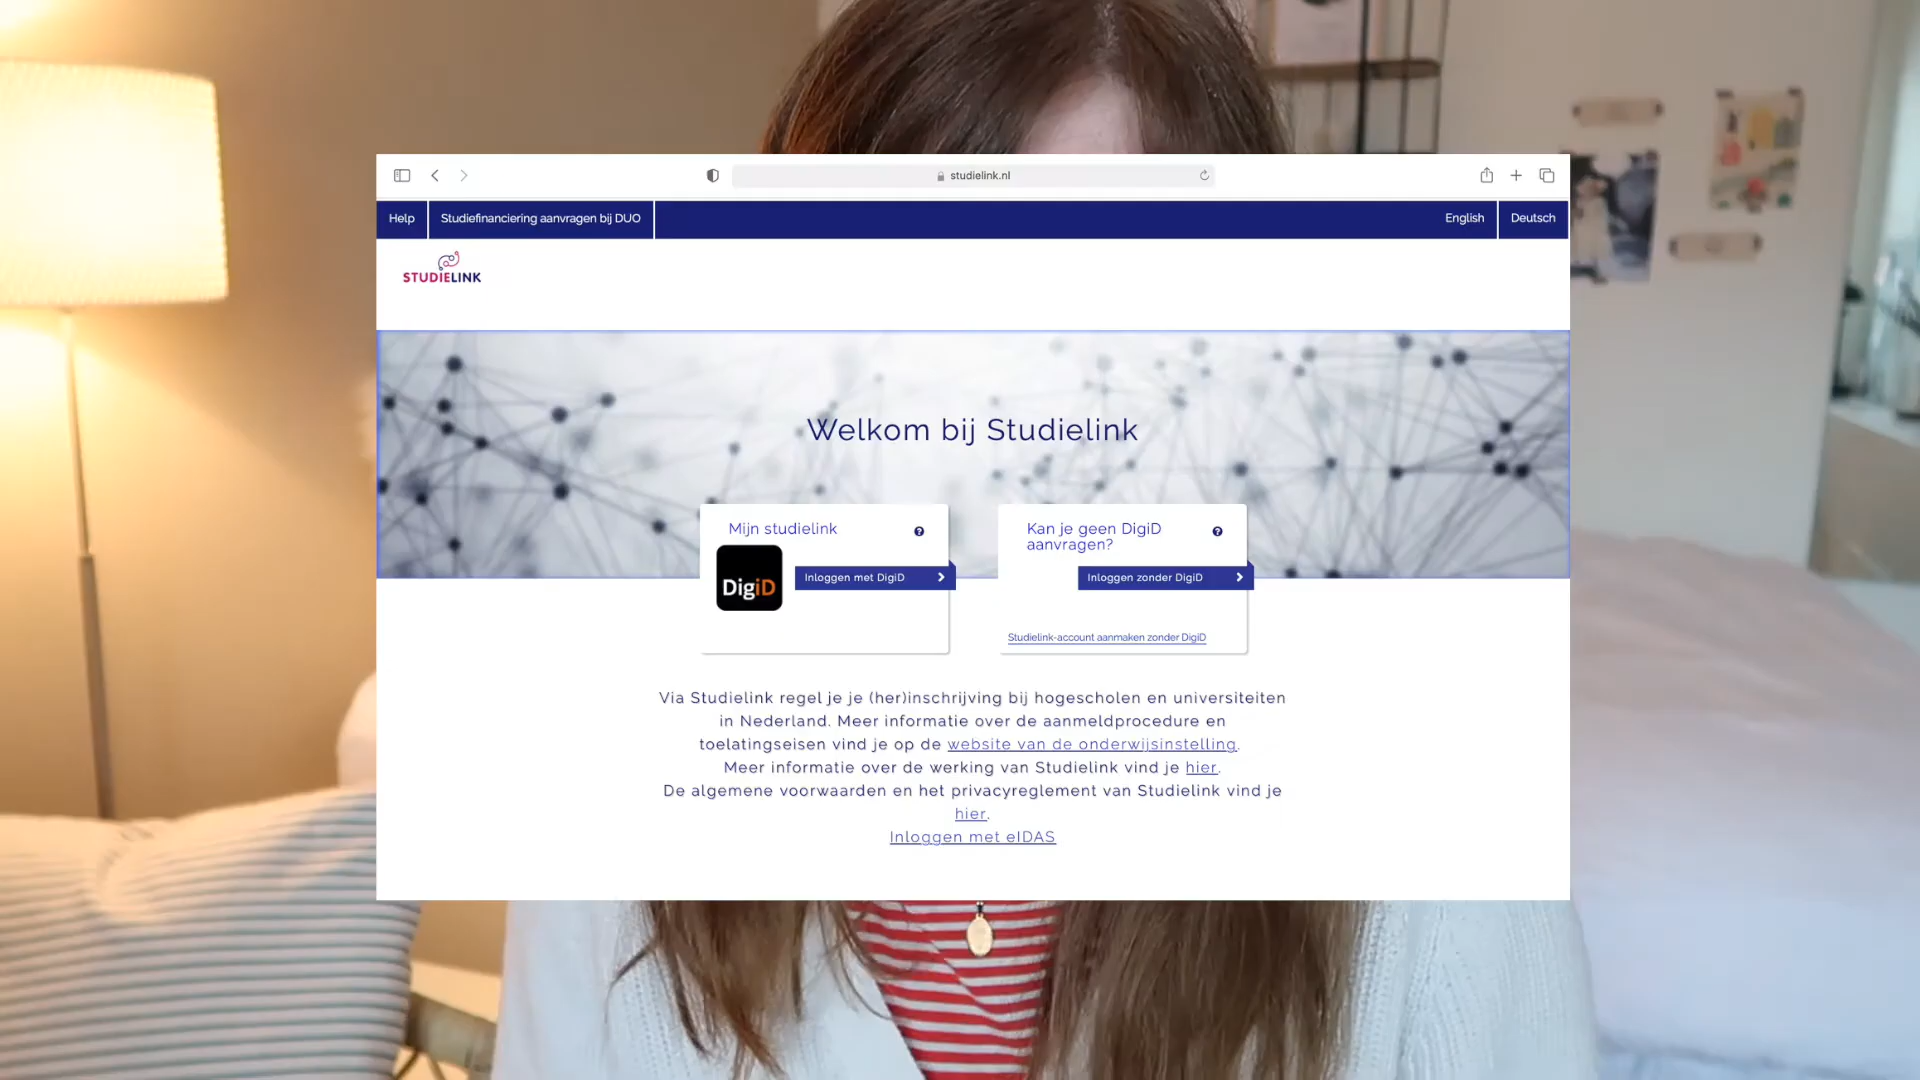 studielink.nl
Help
Studiefinanciering aanvragen bij DUO
English
Deutsch
STUDIELINK
Welkom bij Studielink
Mijn studielink
DigiD
Inloggen met DigiD
Kan je geen DigiD
aanvragen?
Inloggen zonder DigiD
Studielink-account aanmaken zonder DigiD
Via Studielink regel je je (her)inschrijving bij hogescholen en universiteiten
in Nederland. Meer informatie over de aanmeldprocedure en
toelatingseisen vind je op de website van de onderwijsinstelling.
Meer informatie over de werking van Studielink vind je hier.
De algemene voorwaarden en het privacyreglement van Studielink vind je
hier.
Inloggen met eIDAS